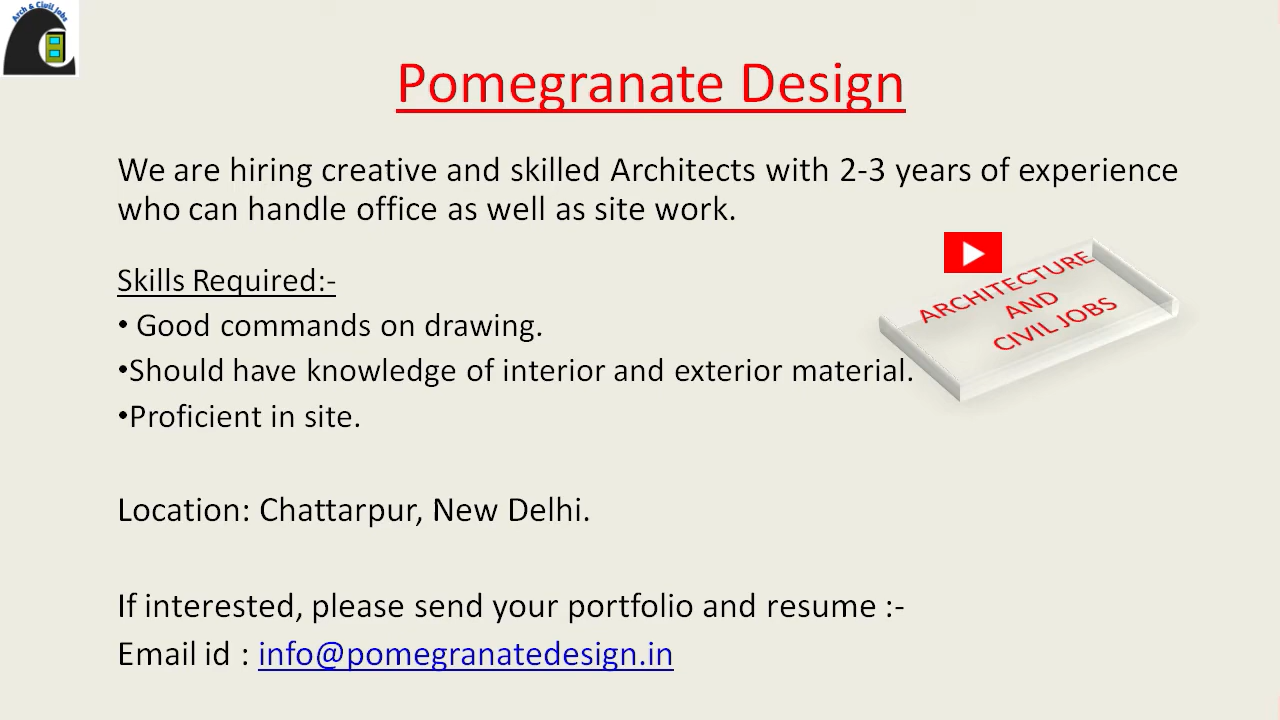 Arch & Civil Jobs
Pomegranate Design
We are hiring creative and skilled Architects with 2-3 years of experience
who can handle office as well as site work.
Skills Required:-
• Good commands on drawing.
•Should have knowledge of interior and exterior material.
•Proficient in site.
ARCHITECTURE
AND
CIVIL JOBS
Location: Chattarpur, New Delhi.
If interested, please send your portfolio and resume :-
Email id : info@pomegranatedesign.in